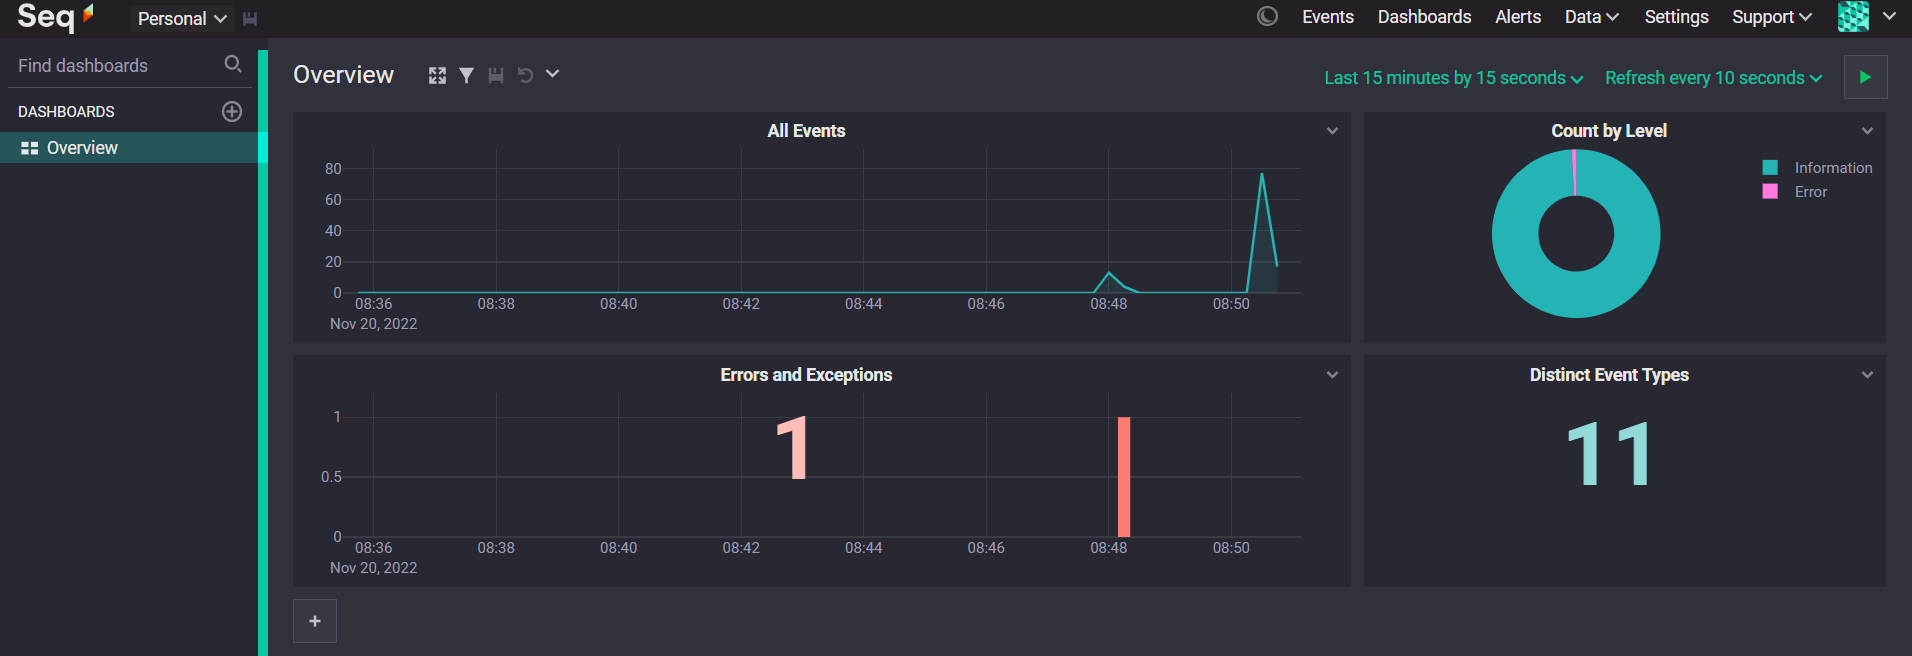 Seq
Personal
Events
Dashboards
Alerts
Data
Settings
Support
Find dashboards
DASHBOARDS
Overview
Overview
Last 15 minutes by 15 seconds
Refresh every 10 seconds
All Events
80
60
40
20
0
08:36 08:38 08:40 08:42 08:44 08:46 08:48 08:50
Nov 20, 2022
Count by Level
Information
Error
Errors and Exceptions
1
1
0.5
0
08:36 08:38 08:40 08:42 08:44 08:46 08:48 08:50
Nov 20, 2022
Distinct Event Types
11
+